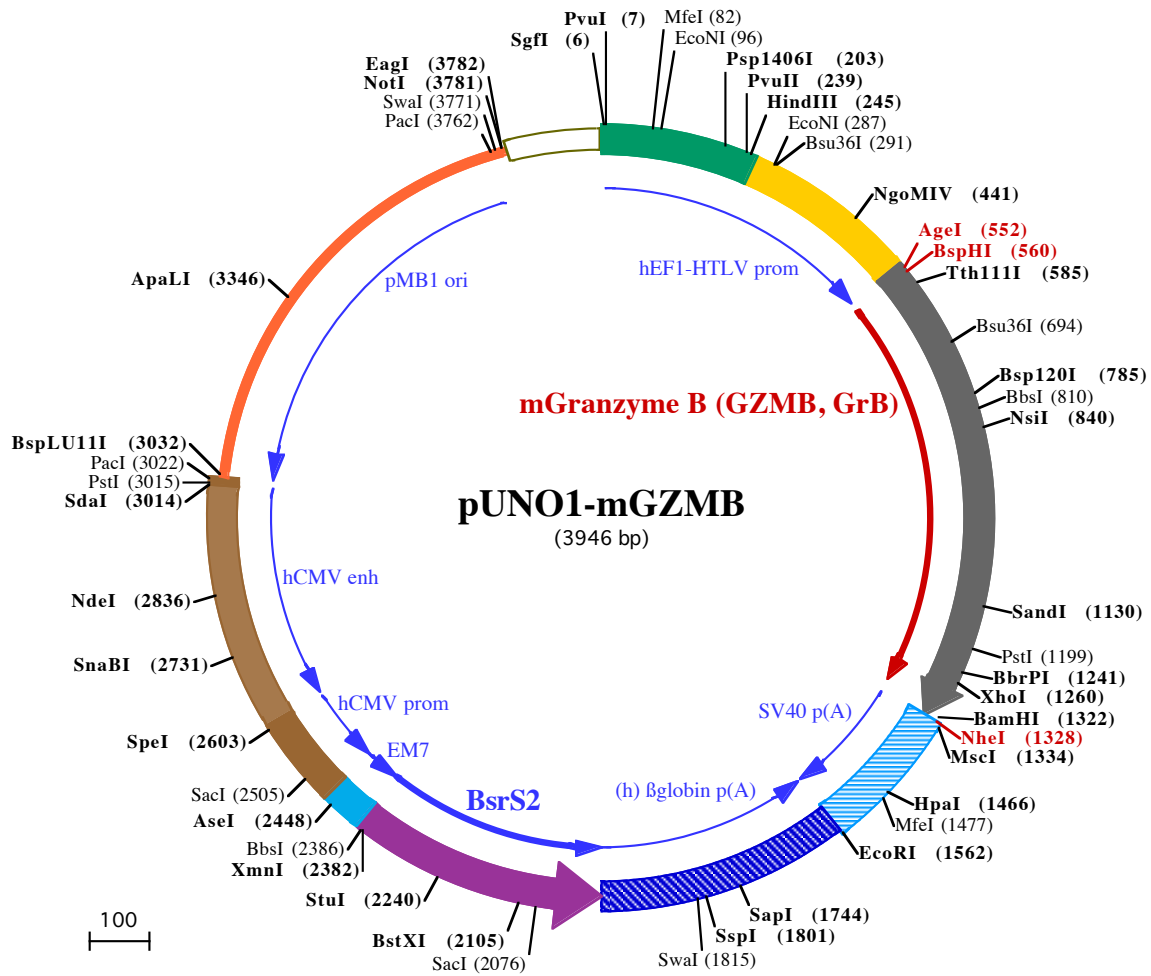 PvuI (7)
SgfI (6)
MfeI (82)
EcoNI (96)
Psp1406I (203)
PvuII (239)
HindIII (245)
EcoNI (287)
Bsu36I (291)
NgoMIV (441)
AgeI (552)
BspHI (560)
Tth111I (585)
Bsu36I (694)
Bsp120I (785)
BbsI (810)
NsiI (840)
SandI (1130)
PstI (1199)
BbrPI (1241)
XhoI (1260)
BamHI (1322)
NheI (1328)
MscI (1334)
HpaI (1466)
MfeI (1477)
EcoRI (1562)
SapI (1744)
SspI (1801)
SwaI (1815)
SacI (2076)
BstXI (2105)
StuI (2240)
XmnI (2382)
BbsI (2386)
AseI (2448)
SacI (2505)
SpeI (2603)
SnaBI (2731)
NdeI (2836)
SdaI (3014)
PstI (3015)
PacI (3022)
BspLU11I (3032)
ApaLI (3346)
PacI (3762)
SwaI (3771)
NotI (3781)
EagI (3782)
pMB1 ori
hEF1-HTLV prom
mGranzyme B (GZMB, GrB)
pUNO1-mGZMB
(3946 bp)
hCMV enh
hCMV prom
EM7
BsrS2
(h) ßglobin p(A)
SV40 p(A)
100